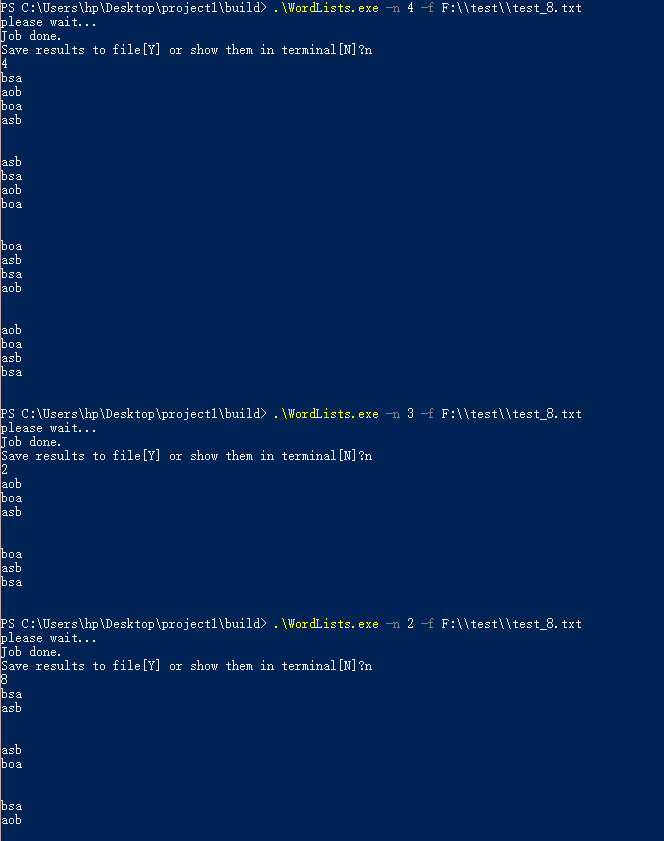 PS C:\Users\hp\Desktop\project1\build> .\WordLists.exe -n 4 -f F:\\test\\test_8.txt
please wait...
Job done.
Save results to file[Y] or show them in terminal[N]?n
4
bsa
aob
boa
asb
asb
bsa
aob
boa
boa
asb
bsa
aob
aob
boa
asb
bsa
PS C:\Users\hp\Desktop\project1\build> .\WordLists.exe -n 3 -f F:\\test\\test_8.txt
please wait...
Job done.
Save results to file[Y] or show them in terminal[N]?n
2
aob
boa
asb
boa
asb
bsa
PS C:\Users\hp\Desktop\project1\build> .\WordLists.exe -n 2 -f F:\\test\\test_8.txt
please wait...
Job done.
Save results to file[Y] or show them in terminal[N]?n
8
bsa
asb
asb
boa
bsa
aob